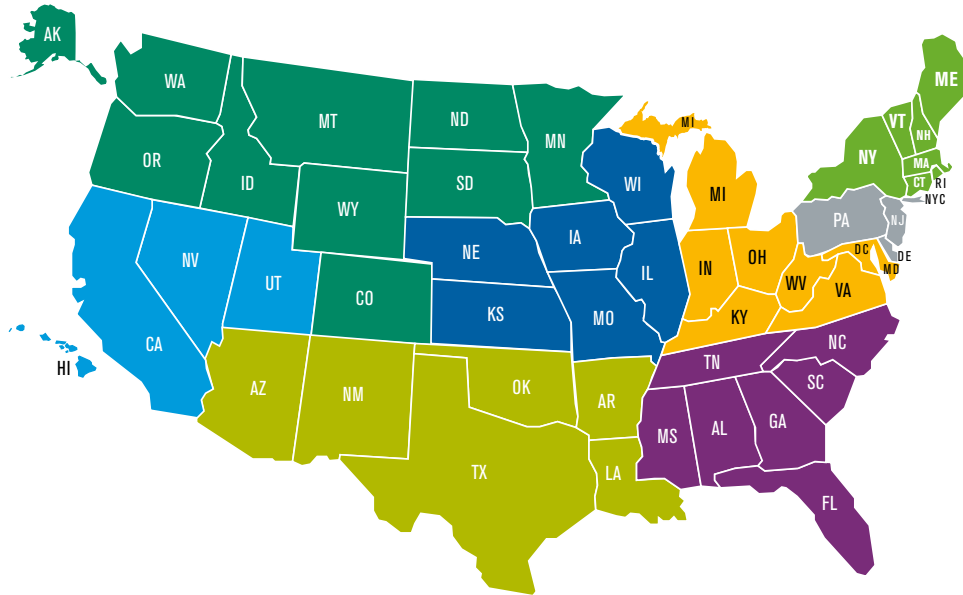 AK
WA
MT
ND
MN
OR
ID
SD
WY
WI
MI
MI
ME
VT
NH
NY
MA
CT
RI
NYC
PA
NJ
DE
DC
MD
NV
UT
CO
NE
IA
IL
IN
OH
WV
VA
KS
MO
KY
CA
HI
AZ
NM
OK
AR
TN
NC
SC
MS
AL
GA
TX
LA
FL